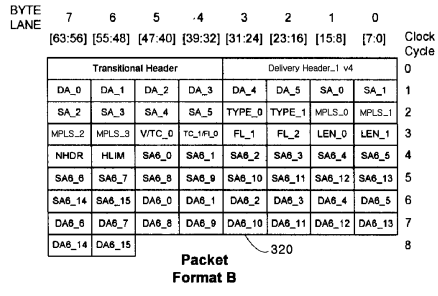 BYTE LANE 7 6 5 4 3 2 1 0
[63:56] [55:48] [47:40] [39:32] [31:24] [23:16] [15:8] [7:0] Clock Cycle
Transitional Header Delivery Header_1 v4 0
DA_0 DA_1 DA_2 DA_3 DA_4 DA_5 SA_0 SA_1 1
SA_2 SA_3 SA_4 SA_5 TYPE_0 TYPE_1 MPLS_0 MPLS_1 2
MPLS_2 MPLS_3 V/TC_0 TC_1/FL_0 FL_1 FL_2 LEN_0 LEN_1 3
NHDR HLIM SA6_0 SA6_1 SA6_2 SA6_3 SA6_4 SA6_5 4
SA6_6 SA6_7 SA6_8 SA6_9 SA6_10 SA6_11 SA6_12 SA6_13 5
SA6_14 SA6_15 DA6_0 DA6_1 DA6_2 DA6_3 DA6_4 DA6_5 6
DA6_6 DA6_7 DA6_8 DA6_9 DA6_10 DA6_11 DA6_12 DA6_13 7
DA6_14 DA6_15 8
320
Packet
Format B